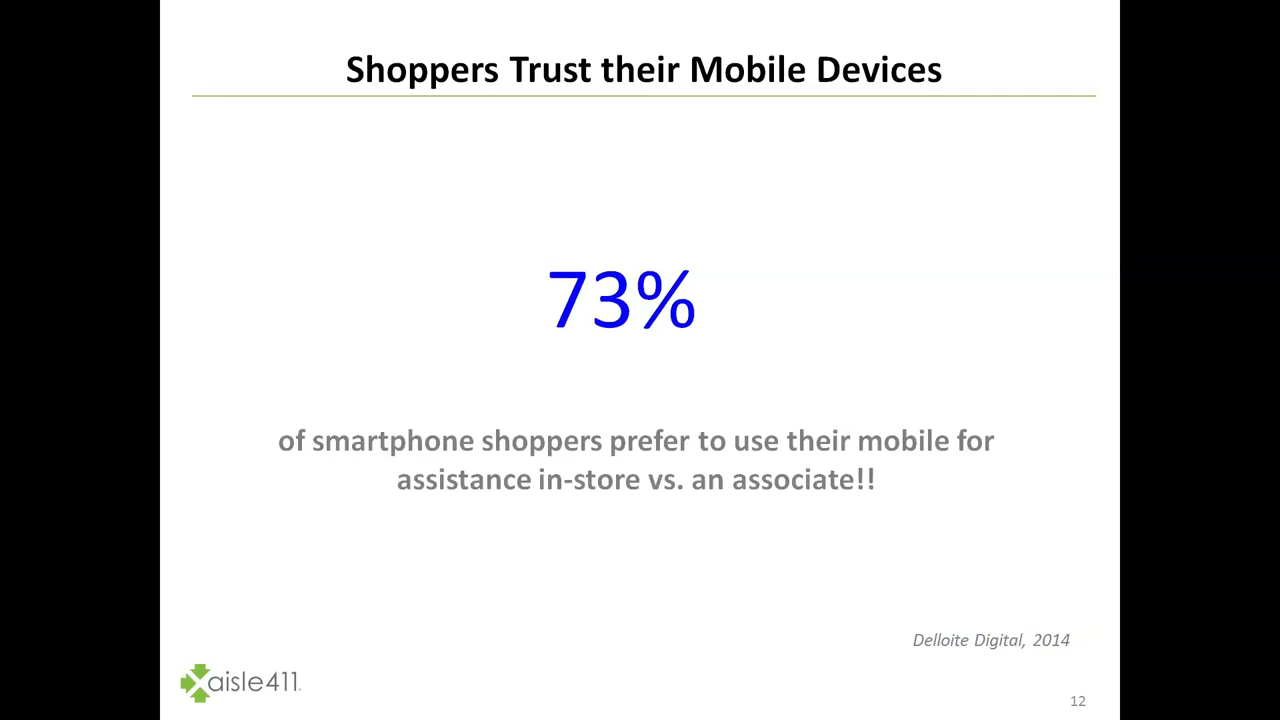 Shoppers Trust their Mobile Devices
73%
of smartphone shoppers prefer to use their mobile for
assistance in-store vs. an associate!!
Delloite Digital, 2014
aisle411
12